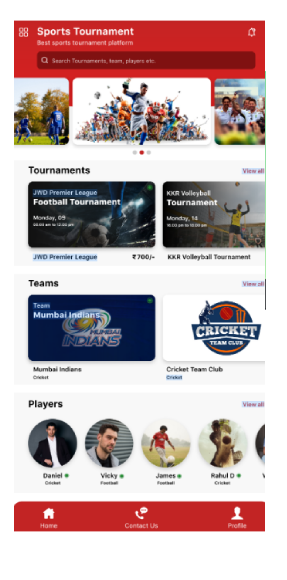 Sports Tournament
Best sports tournament platform
Search Tournaments, team, players etc.
Tournaments
View all
JWD Premier League
Football Tournament
Monday, 09
KKR Volleyball
Tournament
Monday, 14
JWD Premier League
₹700/-
KKR Volleyball Tournament
Teams
View all
Team
Mumbai Indians
MUMBAI
INDIANS
CRICKET
TEAM CLUB
Mumbai Indians
Cricket
Cricket Team Club
Cricket
Players
View all
Daniel
Cricket
Vicky
Football
James
Football
Rahul D
Cricket
Home
Contact Us
Profile